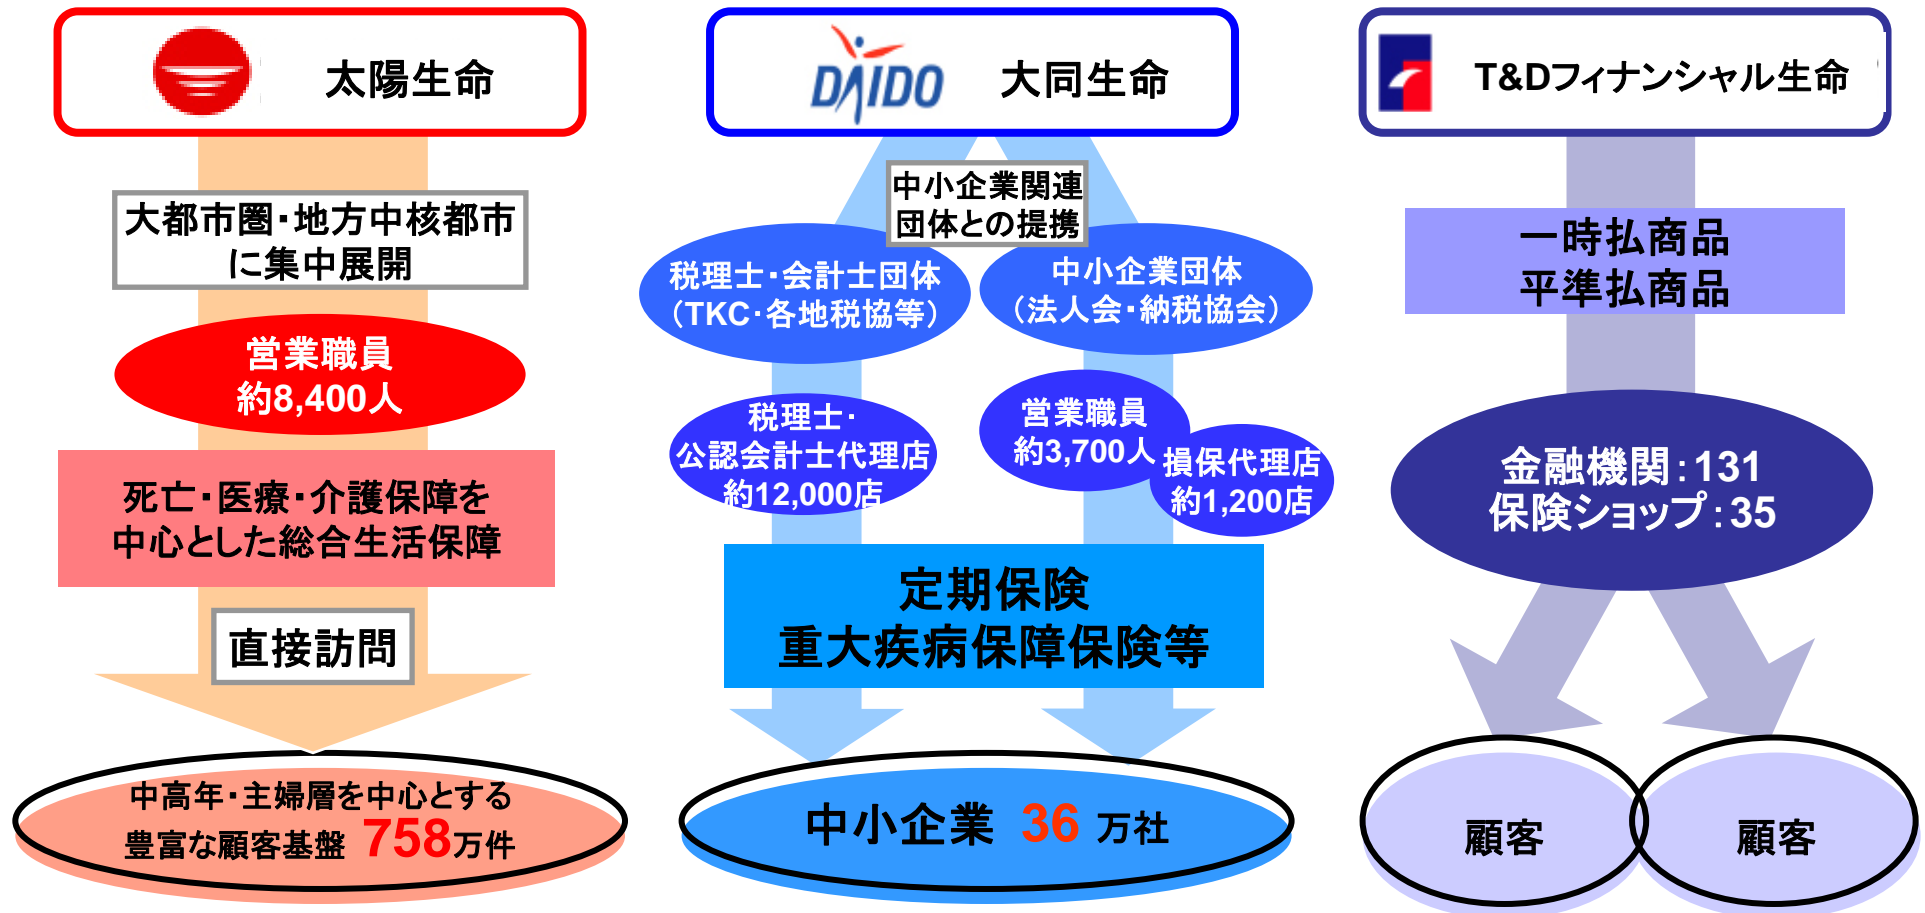 太陽生命
大都市圏・地方中核都市
に集中展開
営業職員
約8,400人
死亡・医療・介護保障を
中心とした総合生活保障
直接訪問
中高年・主婦層を中心とする
豊富な顧客基盤 758万件
DAIDO 大同生命
中小企業関連
団体との提携
税理士・会計士団体
（TKC・各地税協等）
中小企業団体
（法人会・納税協会）
税理士・
公認会計士代理店
約12,000店
営業職員
約3,700人
損保代理店
約1,200店
定期保険
重大疾病保障保険等
中小企業 36 万社
T&Dフィナンシャル生命
一時払商品
平準払商品
金融機関：131
保険ショップ：35
顧客
顧客